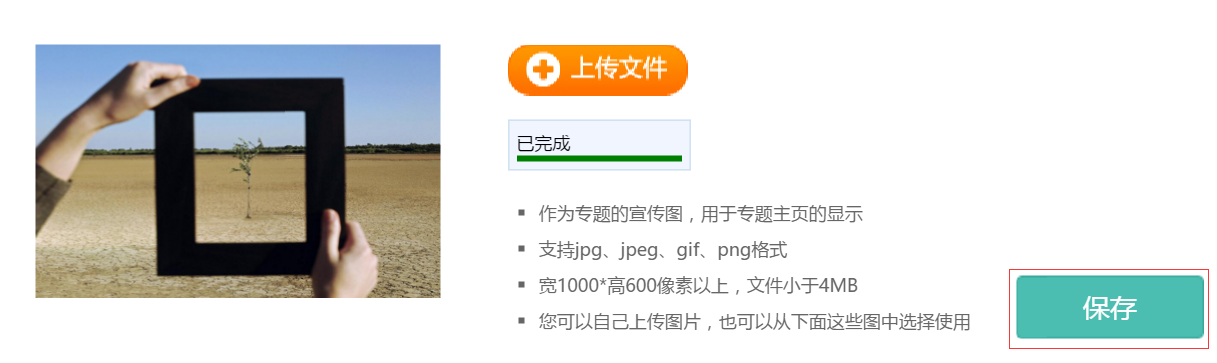 上传文件
已完成
作为专题的宣传图，用于专题主页的显示
支持jpg、jpeg、gif、png格式
宽1000*高600像素以上，文件小于4MB
您可以自己上传图片，也可以从下面这些图中选择使用
保存